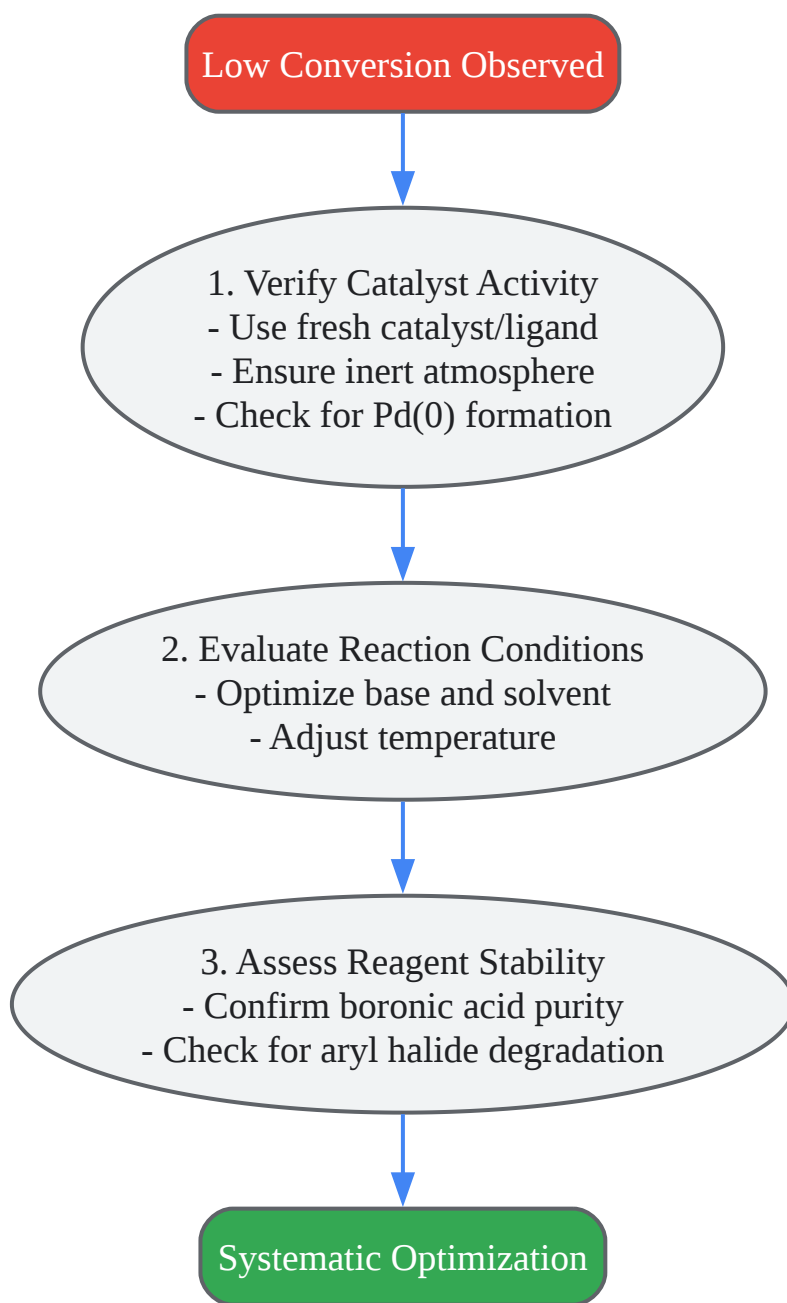 Low Conversion Observed
1. Verify Catalyst Activity
- Use fresh catalyst/ligand
- Ensure inert atmosphere
- Check for Pd(0) formation
2. Evaluate Reaction Conditions
- Optimize base and solvent
- Adjust temperature
3. Assess Reagent Stability
- Confirm boronic acid purity
- Check for aryl halide degradation
Systematic Optimization